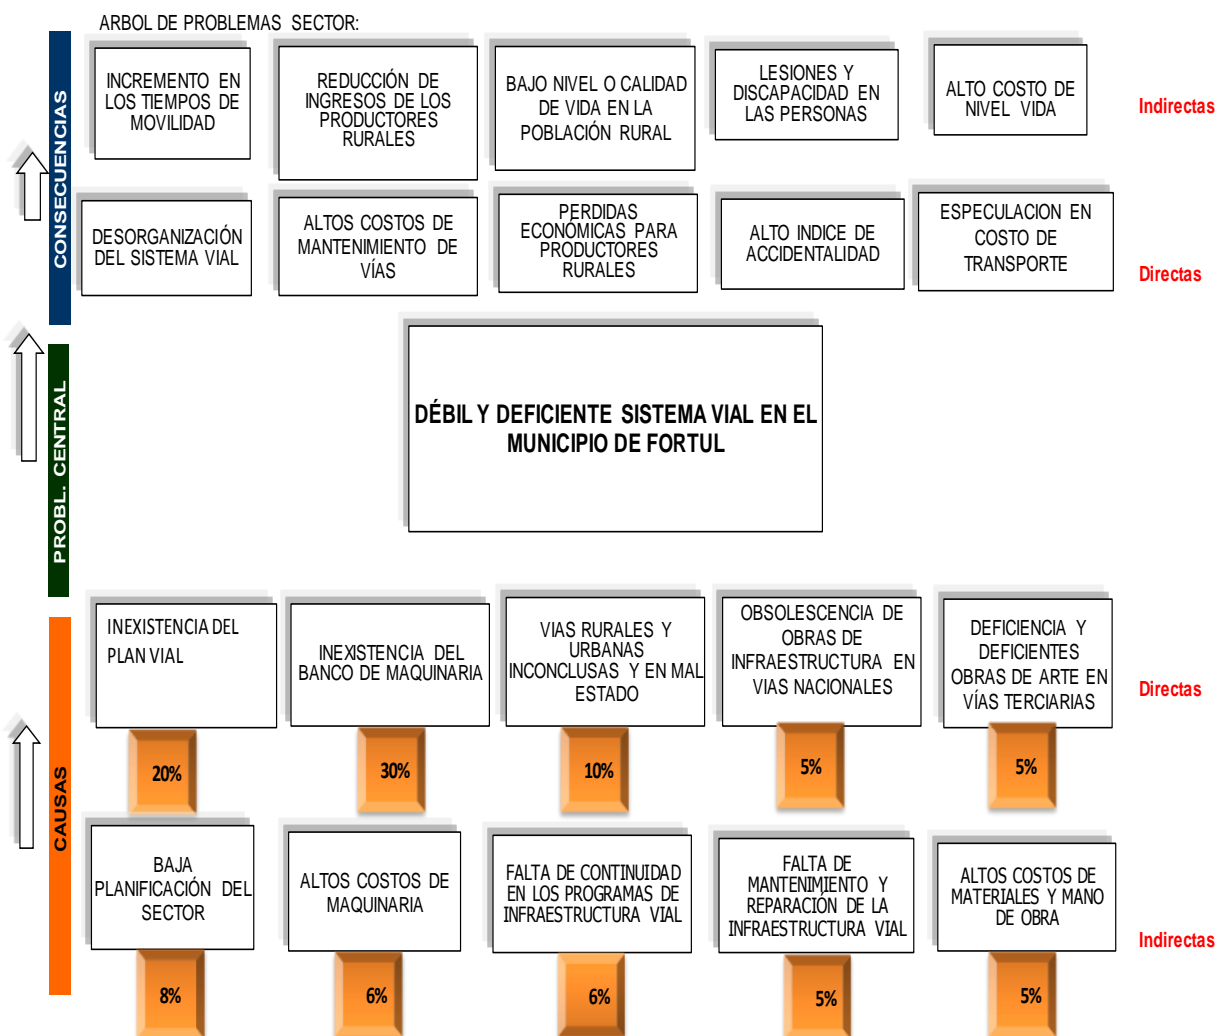 ARBOL DE PROBLEMAS SECTOR:
CONSECUENCIAS
INCREMENTO EN
LOS TIEMPOS DE
MOVILIDAD
REDUCCIÓN DE
INGRESOS DE LOS
PRODUCTORES
RURALES
BAJO NIVEL O CALIDAD
DE VIDA EN LA
POBLACIÓN RURAL
LESIONES Y
DISCAPACIDAD EN
LAS PERSONAS
ALTO COSTO DE
NIVEL VIDA
Indirectas
DESORGANIZACIÓN
DEL SISTEMA VIAL
ALTOS COSTOS DE
MANTENIMIENTO DE
VÍAS
PERDIDAS
ECONÓMICAS PARA
PRODUCTORES
RURALES
ALTO INDICE DE
ACCIDENTALIDAD
ESPECULACION EN
COSTO DE
TRANSPORTE
Directas
PROBL. CENTRAL
DÉBIL Y DEFICIENTE SISTEMA VIAL EN EL
MUNICIPIO DE FORTUL
CAUSAS
INEXISTENCIA DEL
PLAN VIAL
INEXISTENCIA DEL
BANCO DE MAQUINARIA
VIAS RURALES Y
URBANAS
INCONCLUSAS Y EN MAL
ESTADO
OBSOLESCENCIA DE
OBRAS DE
INFRAESTRUCTURA EN
VIAS NACIONALES
DEFICIENCIA Y
DEFICIENTES
OBRAS DE ARTE EN
VÍAS TERCIARIAS
Directas
20%
30%
10%
5%
5%
BAJA
PLANIFICACIÓN DEL
SECTOR
ALTOS COSTOS DE
MAQUINARIA
FALTA DE CONTINUIDAD
EN LOS PROGRAMAS DE
INFRAESTRUCTURA VIAL
FALTA DE
MANTENIMIENTO Y
REPARACIÓN DE LA
INFRAESTRUCTURA VIAL
ALTOS COSTOS DE
MATERIALES Y MANO
DE OBRA
Indirectas
8%
6%
6%
5%
5%